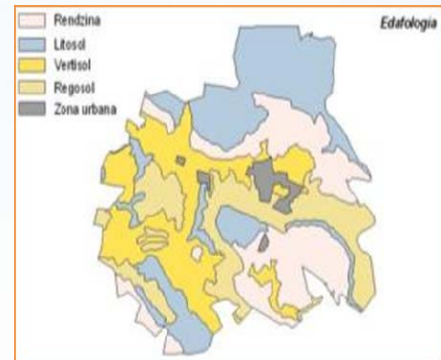 Edafologia
Rendzina
Litosol
Vertisol
Regosol
Zona urbana